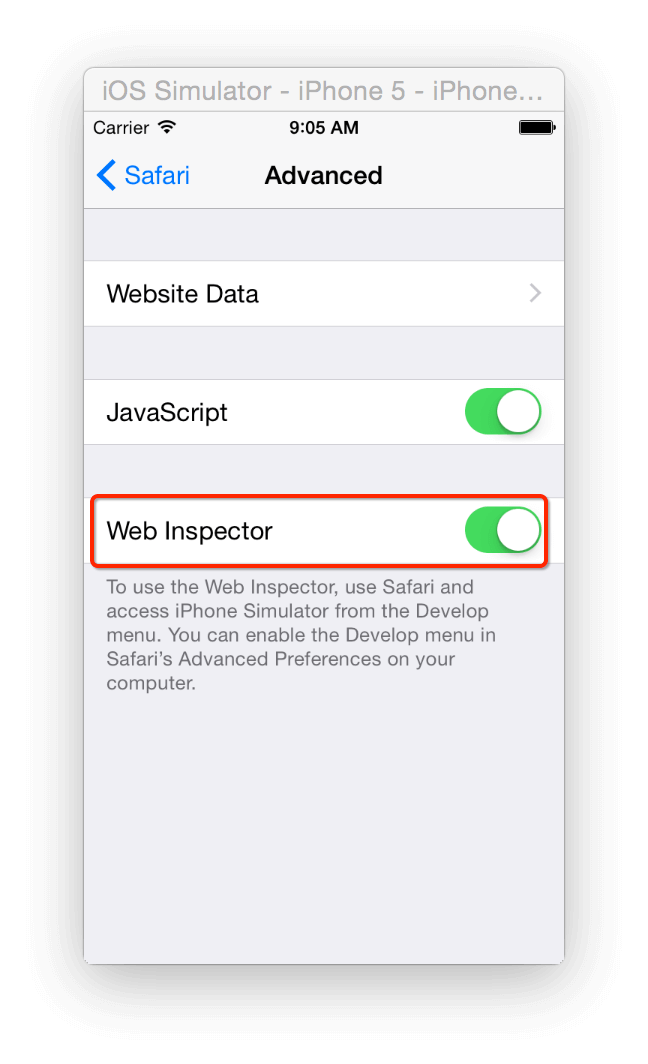 iOS Simulator - iPhone 5 - iPhone...
Carrier 9:05 AM
Safari Advanced
Website Data
JavaScript
Web Inspector
To use the Web Inspector, use Safari and
access iPhone Simulator from the Develop
menu. You can enable the Develop menu in
Safari’s Advanced Preferences on your
computer.